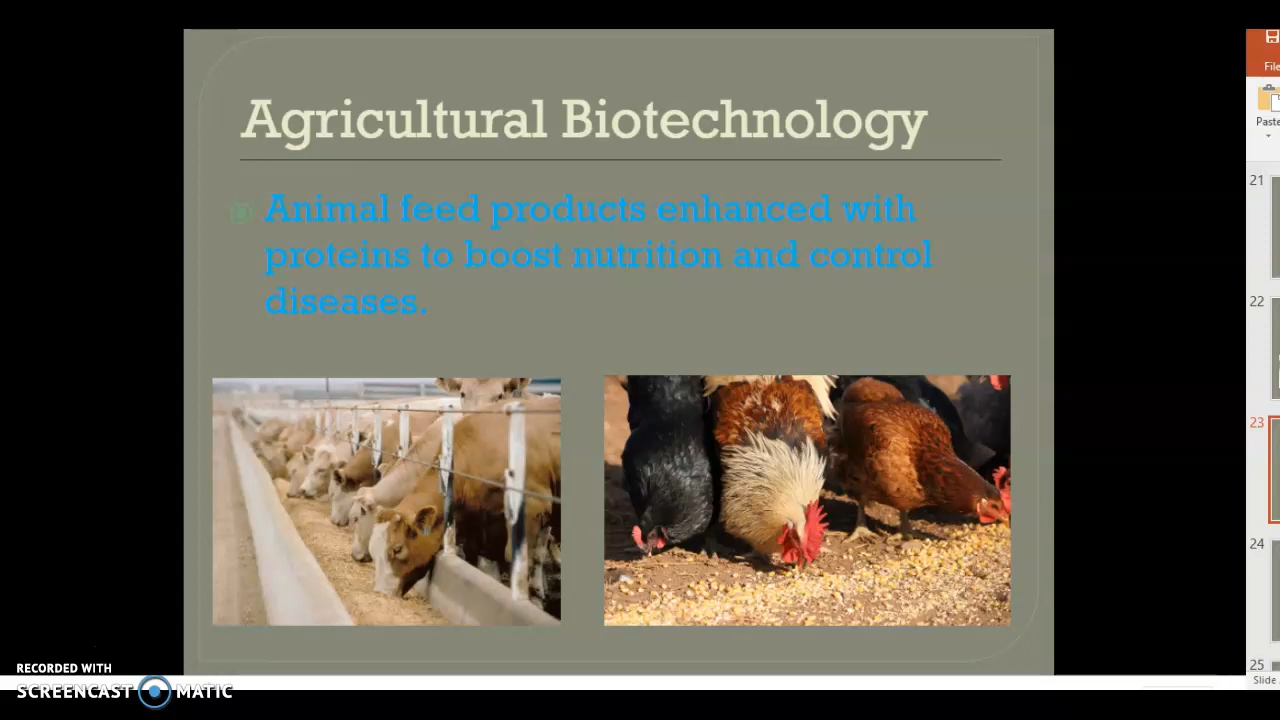 Agricultural Biotechnology
Animal feed products enhanced with
proteins to boost nutrition and control
diseases.
File
Paste
21
22
23
24
25
Slide
RECORDED WITH
SCREENCAST MATIC